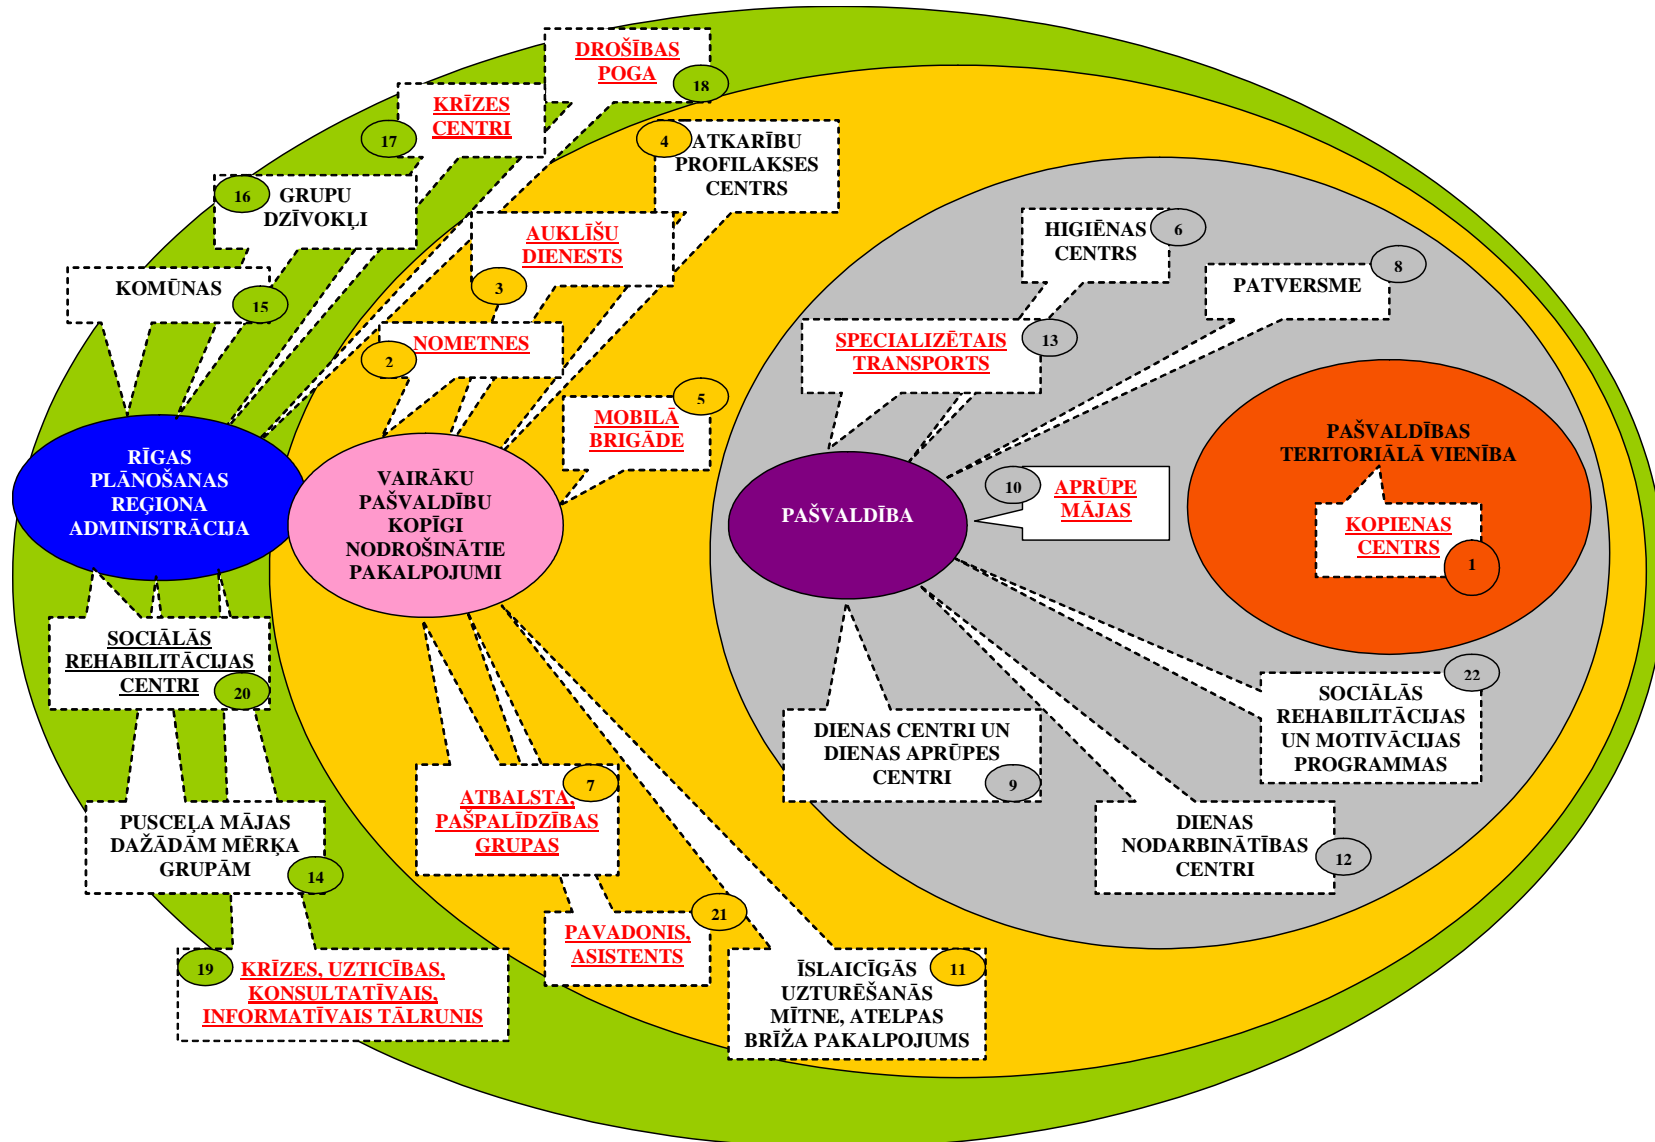 DROŠĪBAS
POGA
18
KRĪZES
CENTRI
17
4
ATKARĪBU
PROFILAKSES
CENTRS
16
GRUPU
DZĪVOKĻI
AUKLĪŠU
DIENESTS
3
HIGIĒNAS
CENTRS
6
KOMŪNAS
15
PATVERSME
8
NOMETNES
2
SPECIALIZĒTAIS
TRANSPORTS
13
MOBILĀ
BRIGĀDE
5
RĪGAS
PLĀNOŠANAS
REĢIONA
ADMINISTRĀCIJA
VAIRĀKU
PAŠVALDĪBU
KOPĪGI
NODROŠINĀTIE
PAKALPOJUMI
PAŠVALDĪBA
10
APRŪPE
MĀJAS
PAŠVALDĪBAS
TERITORIĀLĀ VIENĪBA
KOPIENAS
CENTRS
1
SOCIĀLĀS
REHABILITĀCIJAS
CENTRI
20
DIENAS CENTRI UN
DIENAS APRŪPES
CENTRI
9
SOCIĀLĀS
REHABILITĀCIJAS
UN MOTIVĀCIJAS
PROGRAMMAS
22
ATBALSTA,
PAŠPALĪDZĪBAS
GRUPAS
7
PUSCEĻA MĀJAS
DAŽĀDĀM MĒRĶA
GRUPĀM
14
DIENAS
NODARBINĀTĪBAS
CENTRI
12
PAVADONIS,
ASISTENTS
21
19
KRĪZES, UZTICĪBAS,
KONSULTATĪVAIS,
INFORMATĪVAIS TĀLRUNIS
ĪSLAICĪGĀS
UZTURĒŠANĀS
MĪTNE, ATELPAS
BRĪŽA PAKALPOJUMS
11